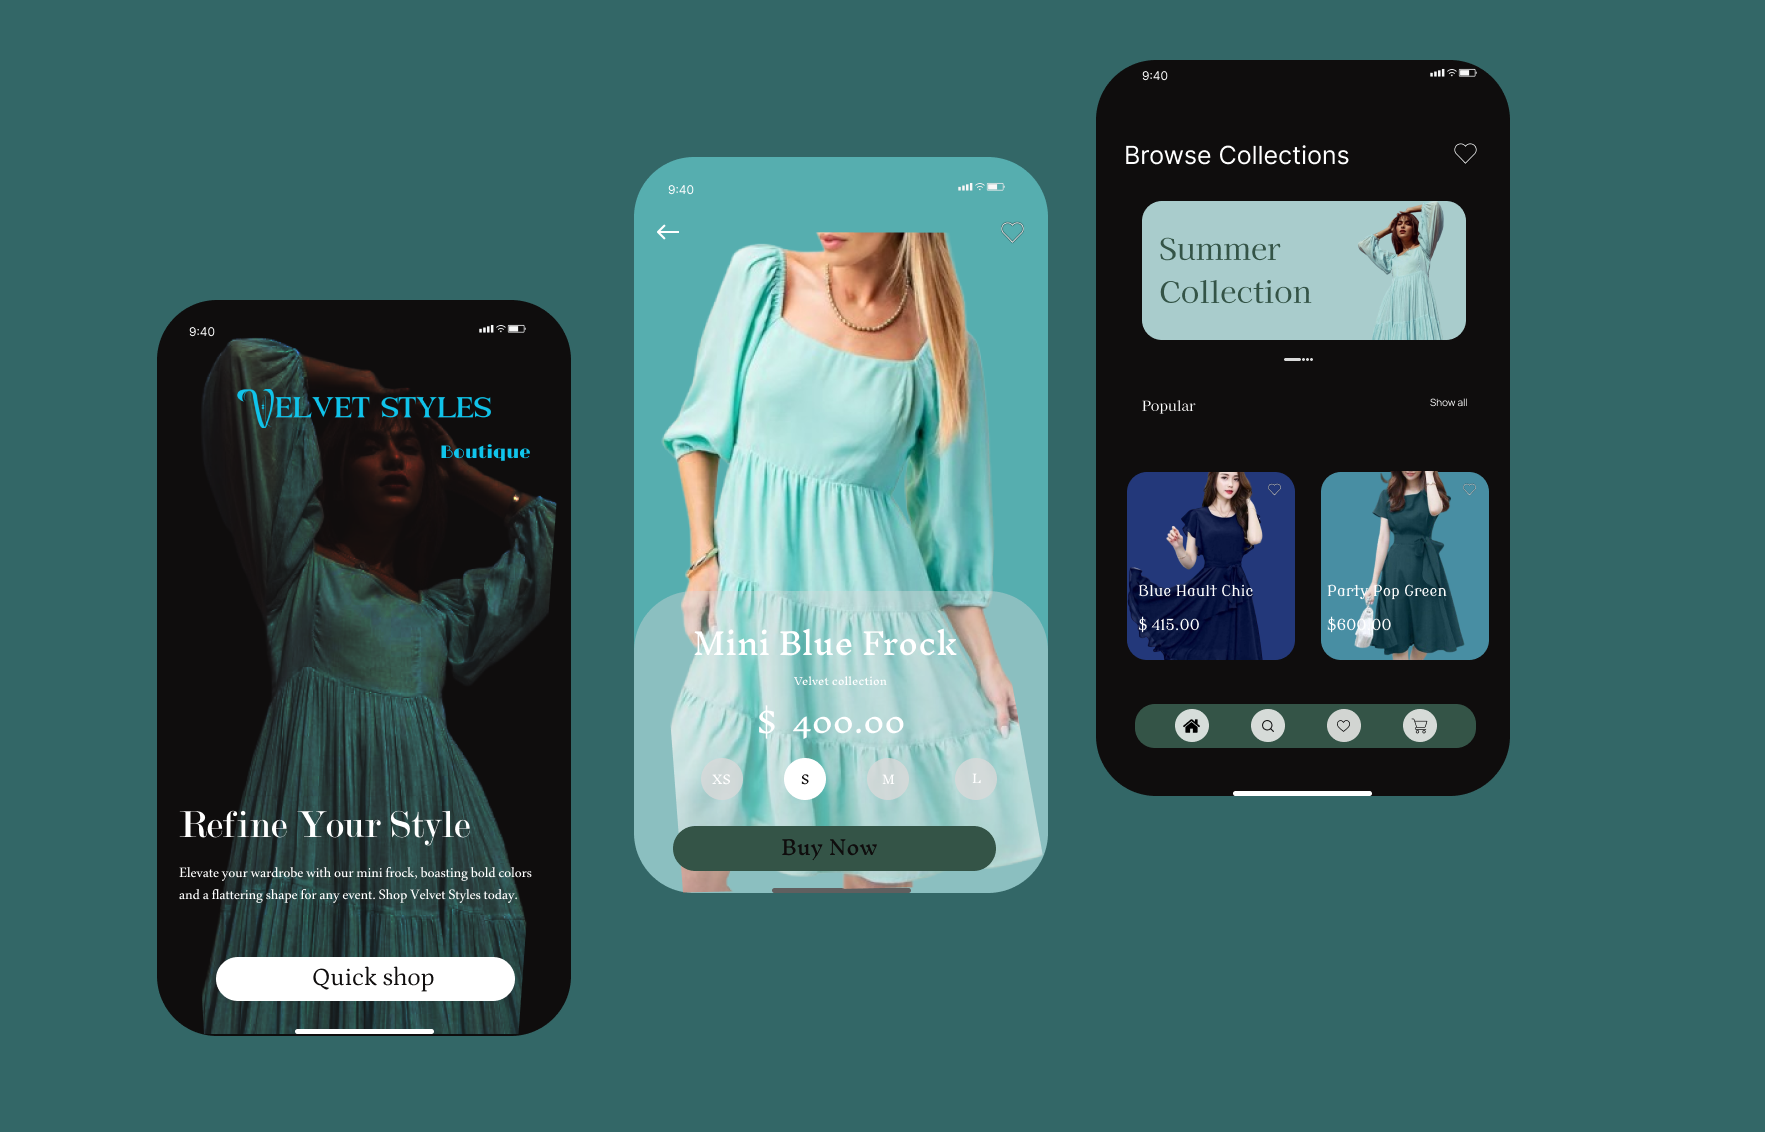 9:40
VELVET STYLES
Boutique
Refine Your Style
Elevate your wardrobe with our mini frock, boasting bold colors
and a flattering shape for any event. Shop Velvet Styles today.
Quick shop
9:40
Mini Blue Frock
Velvet collection
$ 400.00
XS S M L
Buy Now
9:40
Browse Collections
Summer
Collection
Popular
Show all
Blue Hault Chic
$ 415.00
Party Pop Green
$600.00